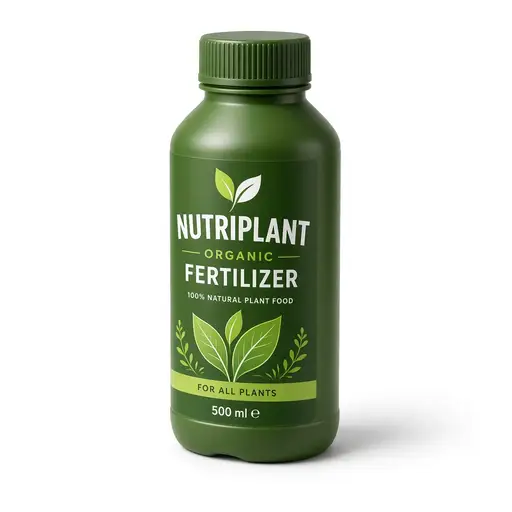 NUTRIPLANT
ORGANIC
FERTILIZER
100% NATURAL PLANT FOOD
FOR ALL PLANTS
500 ml ℮